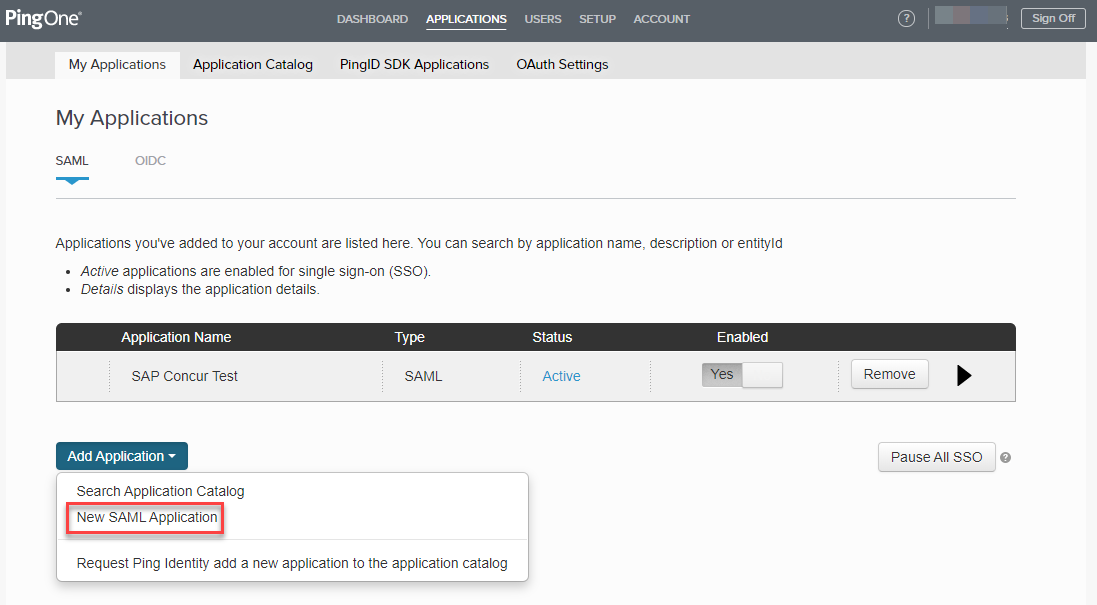 PingOne®
DASHBOARD APPLICATIONS USERS SETUP ACCOUNT ? Sign Off
My Applications Application Catalog PingID SDK Applications OAuth Settings
My Applications
SAML OIDC
Applications you've added to your account are listed here. You can search by application name, description or entityId
• Active applications are enabled for single sign-on (SSO).
• Details displays the application details.
Application Name Type Status Enabled
SAP Concur Test SAML Active Yes Remove
Add Application Pause All SSO ?
Search Application Catalog
New SAML Application
Request Ping Identity add a new application to the application catalog